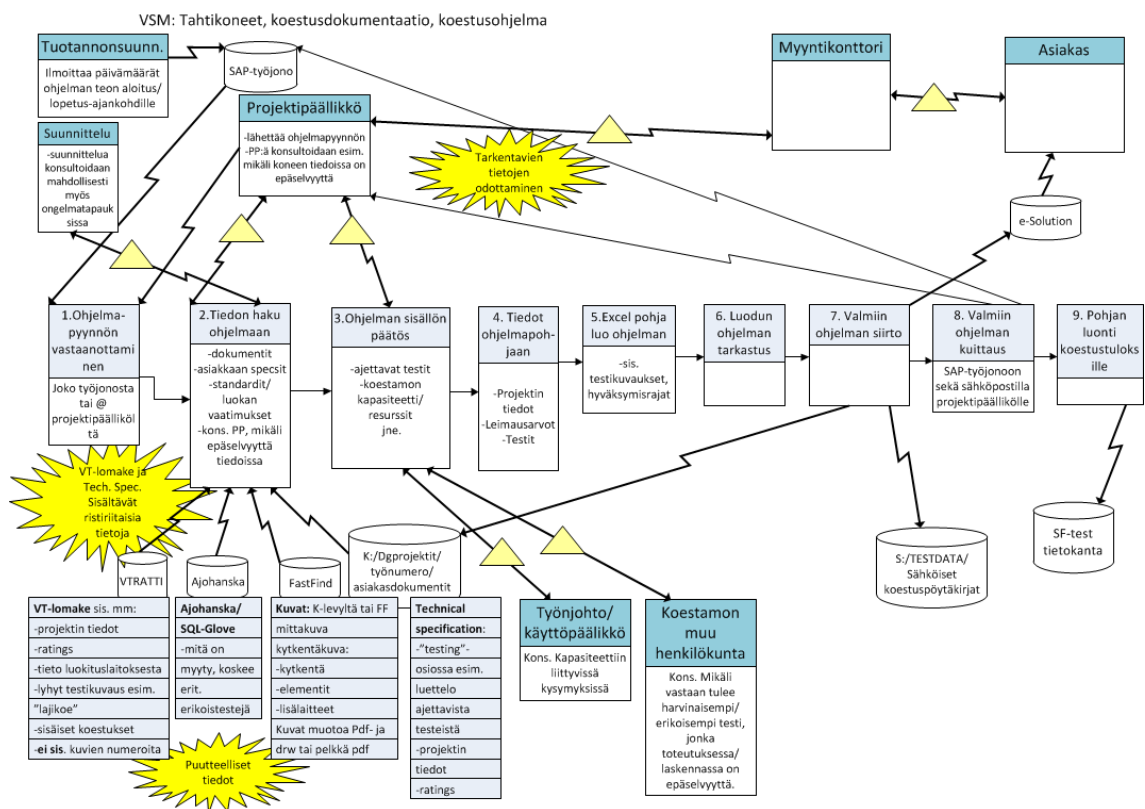 VSM: Tahtikoneet, koestusdokumentaatio, koestusohjelma
Tuotannonsuunn.
Ilmoittaa päivämäärät
ohjelman teon aloitus/
lopetus-ajankohdille
SAP-työjono
Myyntikonttori
Asiakas
Suunnittelu
-suunnittelua
konsultoidaan
mahdollisesti
myös
ongelmatapauk
sissa
Projektipäällikkö
-lähettää ohjelmapyynnön
-PP:ä konsultoidaan esim.
mikäli koneen tiedoissa on
epäselvyyttä
Tarkentavien
tietojen
odottaminen
e-Solution
1.Ohjelma-
pyynnön
vastaanottami
nen
Joko työjonosta
tai @
projektipäälliköl
tä
2.Tiedon haku
ohjelmaan
-dokumentit
-asiakkaan specsit
-standardit/
luokan
vaatimukset
-kons. PP, mikäli
epäselvyyttä
tiedoissa
3.Ohjelman sisällön
päätös
-ajettavat testit
-koestamon
kapasiteetti/
resurssit
jne.
4. Tiedot
ohjelmapoh-
jaan
-Projektin
tiedot
-Leimausarvot
-Testit
5.Excel pohja
luo ohjelman
-sis.
testikuvaukset,
hyväksymisrajat
6. Luodun
ohjelman
tarkastus
7. Valmiin
ohjelman siirto
8. Valmiin
ohjelman
kuittaus
SAP-työjonoon
sekä sähköpostilla
projektipäällikölle
9. Pohjan
luonti
koestustuloks
ille
VT-lomake ja
Tech. Spec.
Sisältävät
ristiriitaisia
tietoja
VTRATTI
Ajohanska
FastFind
K:/Dgprojektit/
työnumero/
asiakasdokumentit
S:/TESTDATA/
Sähköiset
koestuspöytäkirjat
SF-test
tietokanta
VT-lomake sis. mm:
-projektin tiedot
-ratings
-tieto luokituslaitoksesta
-lyhyt testikuvaus esim.
"lajikoe"
-sisäiset koestukset
-ei sis. kuvien numeroita
Ajohanska/
SQL-Glove
-mitä on
myyty, koskee
erit.
erikoistestejä
Kuvat: K-levyltä tai FF
mittakuva
kytkentäkuva:
-kytkentä
-elementit
-lisälaitteet
Kuvat muotoa Pdf- ja
drw tai pelkkä pdf
Technical
specification:
-"testing"-
osiossa esim.
luettelo
ajettavista
testeistä
-projektin
tiedot
-ratings
Työnjohto/
käyttöpäälikkö
Kons. Kapasiteettiin
liittyvissä
kysymyksissä
Koestamon
muu
henkilökunta
Kons. Mikäli
vastaan tulee
harvinaisempi/
erikoisempi testi,
jonka
toteutuksessa/
laskennassa on
epäselvyyttä.
Puutteelliset
tiedot